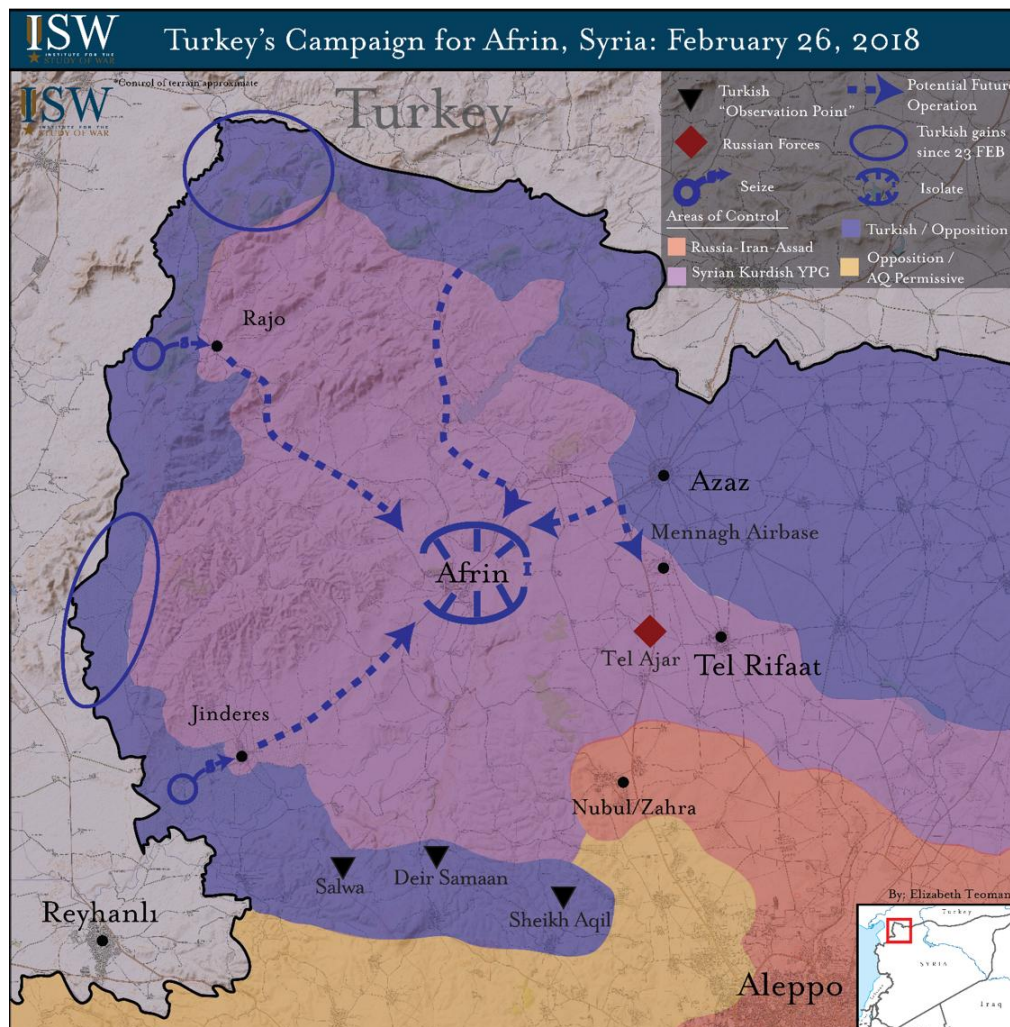 ISW
INSTITUTE FOR THE
STUDY OF WAR
Turkey's Campaign for Afrin, Syria: February 26, 2018
*Control of terrain approximate
ISW
INSTITUTE FOR THE
STUDY OF WAR
Turkey
Turkish
"Observation Point"
Potential Future
Operation
Russian Forces
Turkish gains
since 23 FEB
S
Seize
Isolate
Areas of Control
Russia-Iran-Assad
Turkish / Opposition
Syrian Kurdish YPG
Opposition /
AQ Permissive
Rajo
S
Azaz
Mennagh Airbase
Afrin
I
Tel Ajar
Tel Rifaat
Jinderes
S
Nubul/Zahra
Salwa
Deir Samaan
Sheikh Aqil
Reyhanlı
Aleppo
By: Elizabeth Teoman
Turkey
SYRIA
Iraq